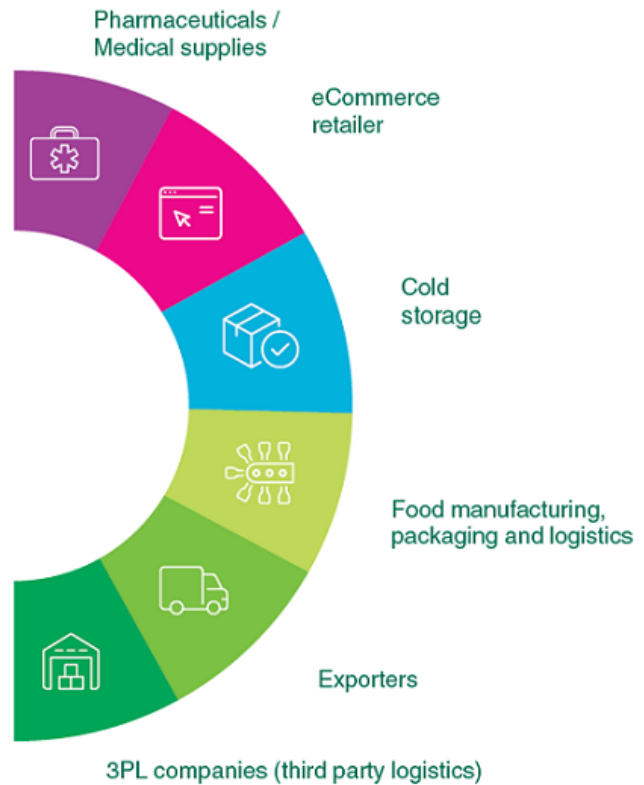 Pharmaceuticals /
Medical supplies
eCommerce
retailer
Cold
storage
Food manufacturing,
packaging and logistics
Exporters
3PL companies (third party logistics)